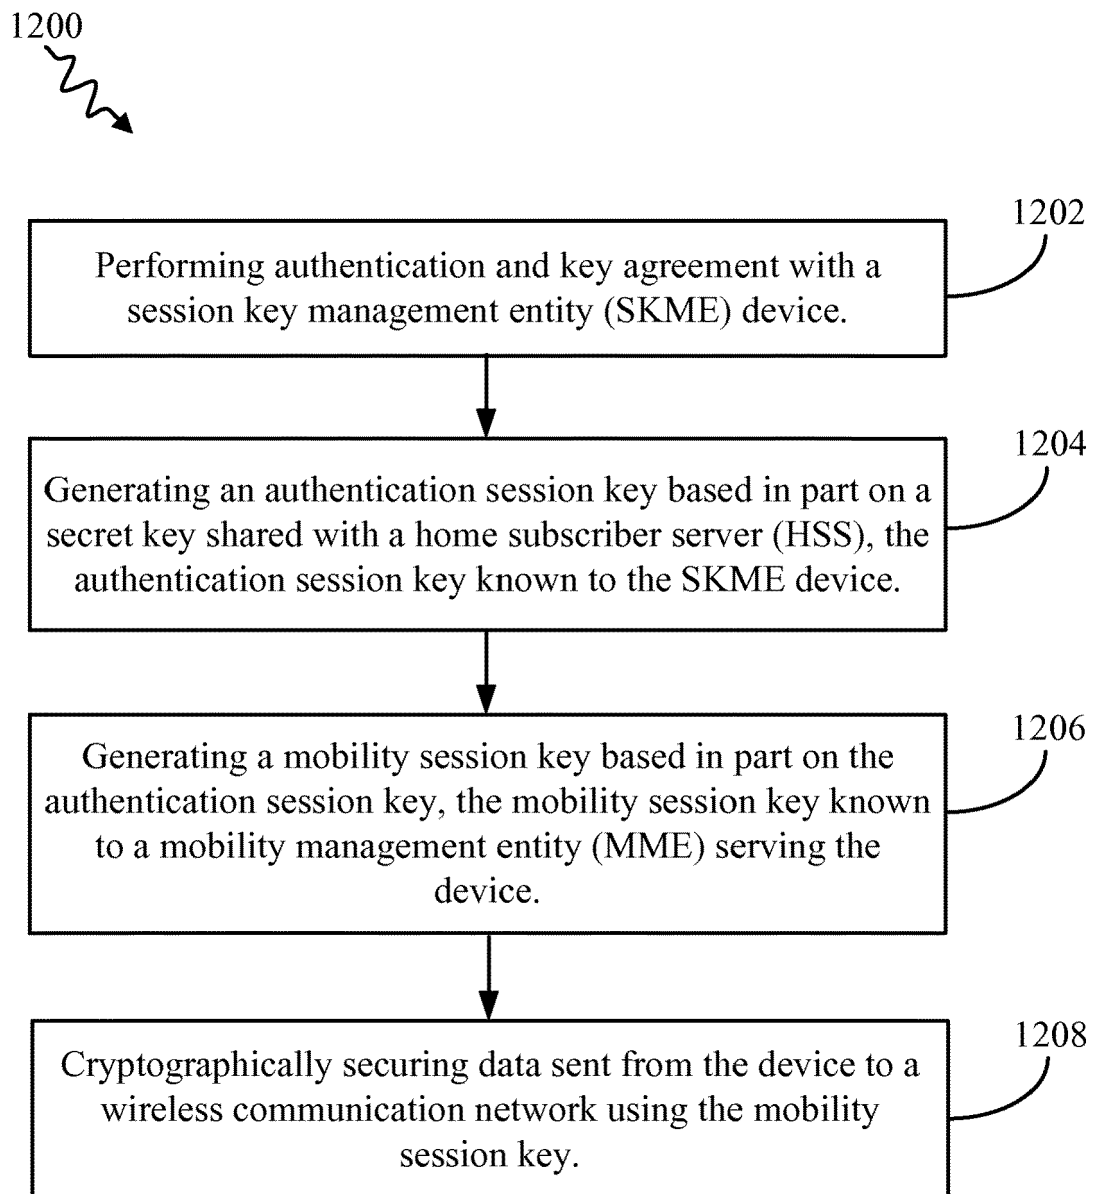 1200
1202
Performing authentication and key agreement with a
session key management entity (SKME) device.
1204
Generating an authentication session key based in part on a
secret key shared with a home subscriber server (HSS), the
authentication session key known to the SKME device.
1206
Generating a mobility session key based in part on the
authentication session key, the mobility session key known
to a mobility management entity (MME) serving the
device.
1208
Cryptographically securing data sent from the device to a
wireless communication network using the mobility
session key.